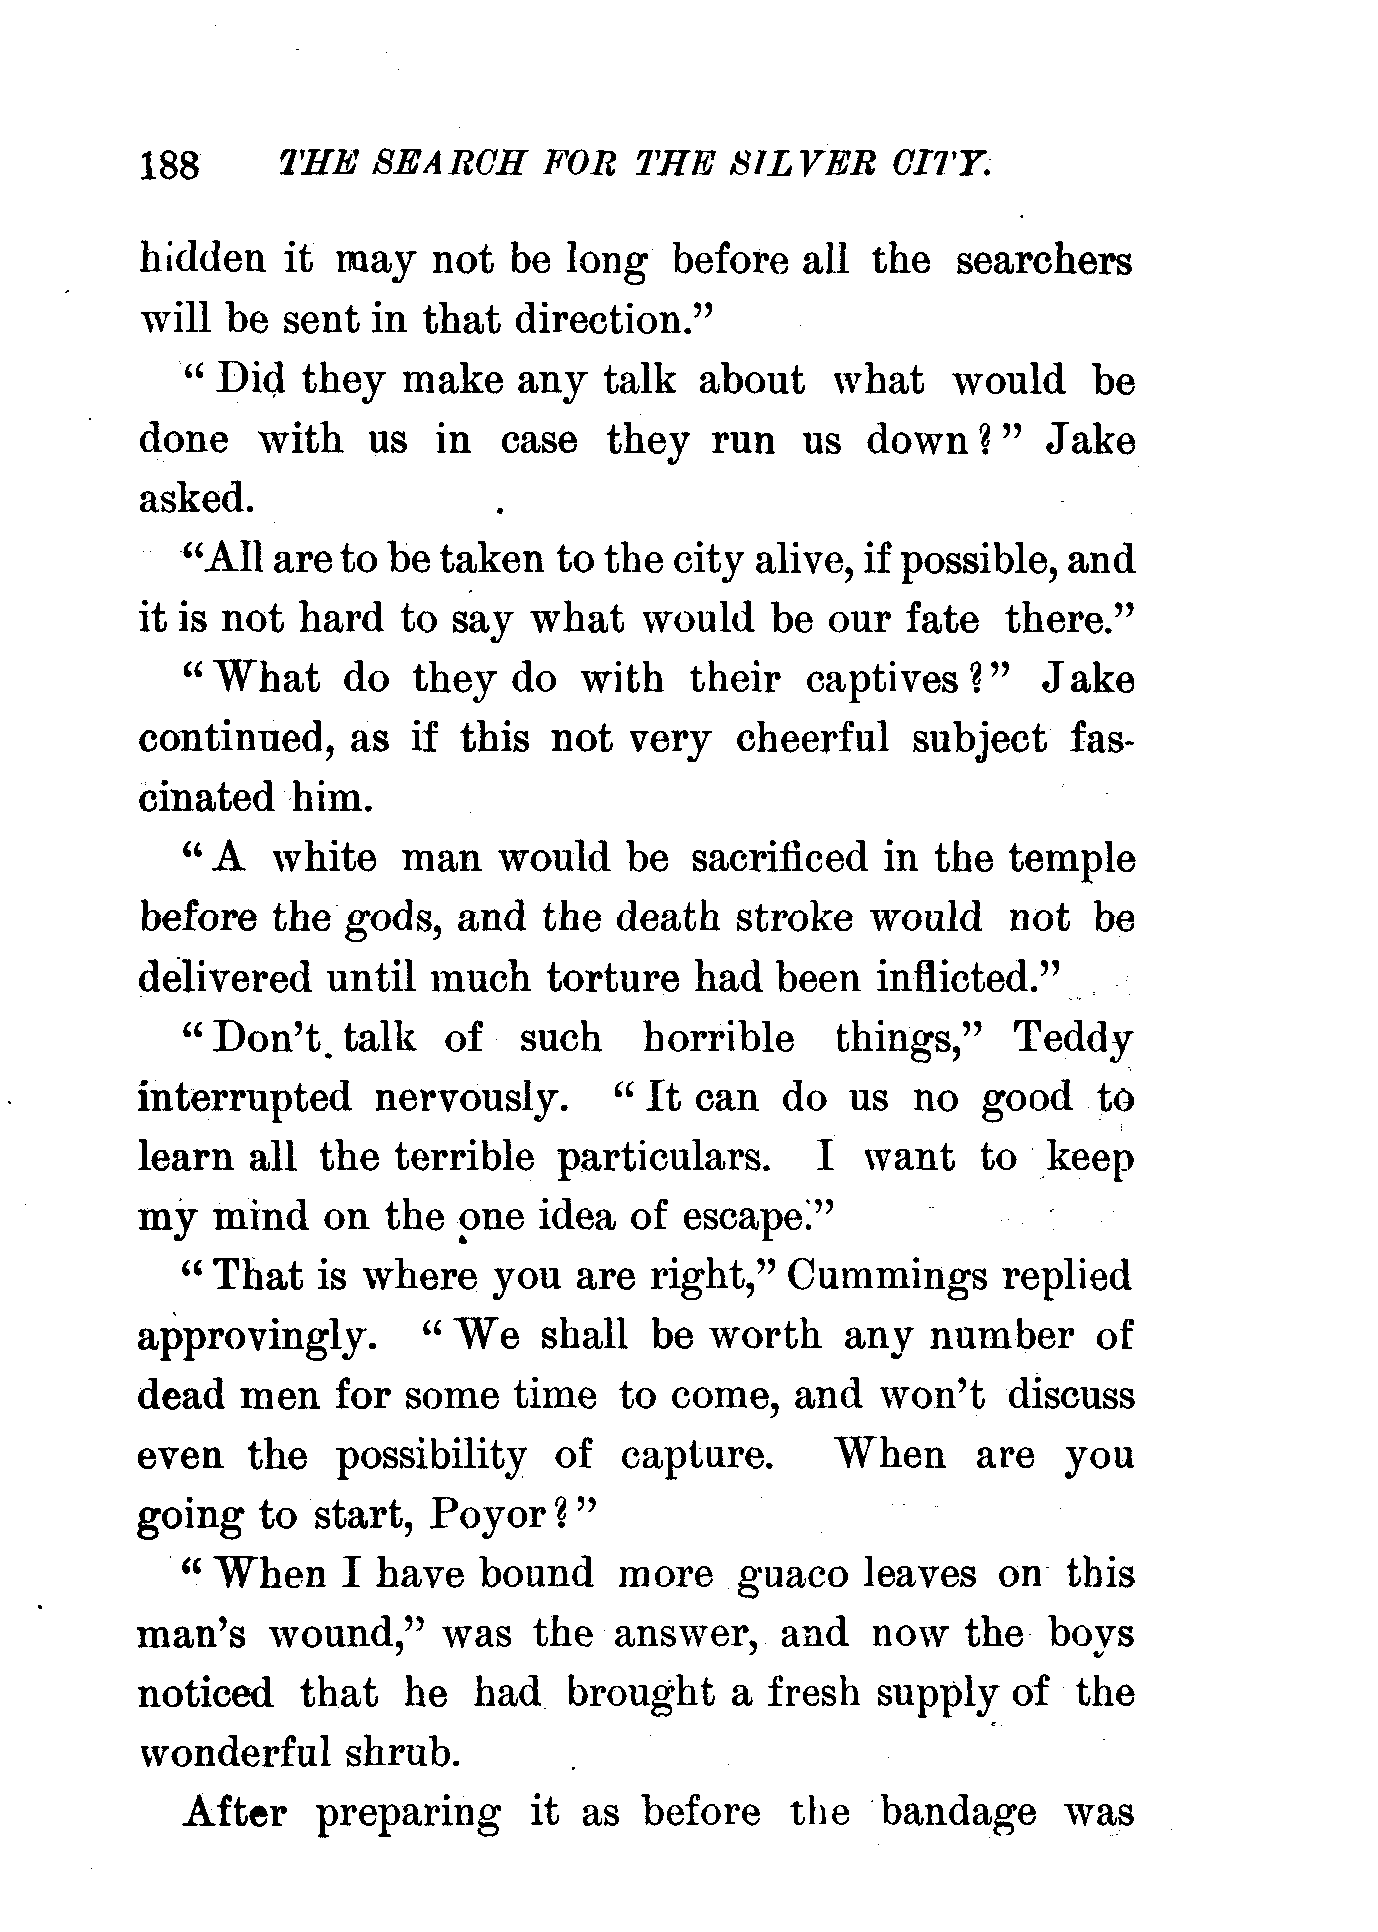 188 THE SEARCH FOR THE SILVER CITY.
hidden it may not be long before all the searchers
will be sent in that direction.”
“Did they make any talk about what would be
done with us in case they run us down?” Jake
asked.
“All are to be taken to the city alive, if possible, and
it is not hard to say what would be our fate there.”
“What do they do with their captives?” Jake
continued, as if this not very cheerful subject fas-
cinated him.
“A white man would be sacrificed in the temple
before the gods, and the death stroke would not be
delivered until much torture had been inflicted.”
“Don’t talk of such horrible things,” Teddy
interrupted nervously. “It can do us no good to
learn all the terrible particulars. I want to keep
my mind on the one idea of escape.”
“That is where you are right,” Cummings replied
approvingly. “We shall be worth any number of
dead men for some time to come, and won’t discuss
even the possibility of capture. When are you
going to start, Poyor?”
“When I have bound more guaco leaves on this
man’s wound,” was the answer, and now the boys
noticed that he had brought a fresh supply of the
wonderful shrub.
After preparing it as before the bandage was